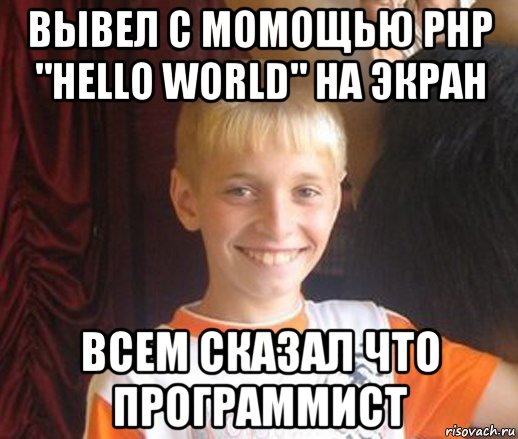 ВЫВЕЛ С МОМОЩЬЮ PHP
"HELLO WORLD" НА ЭКРАН
ВСЕМ СКАЗАЛ ЧТО
ПРОГРАММИСТ
risovach.ru